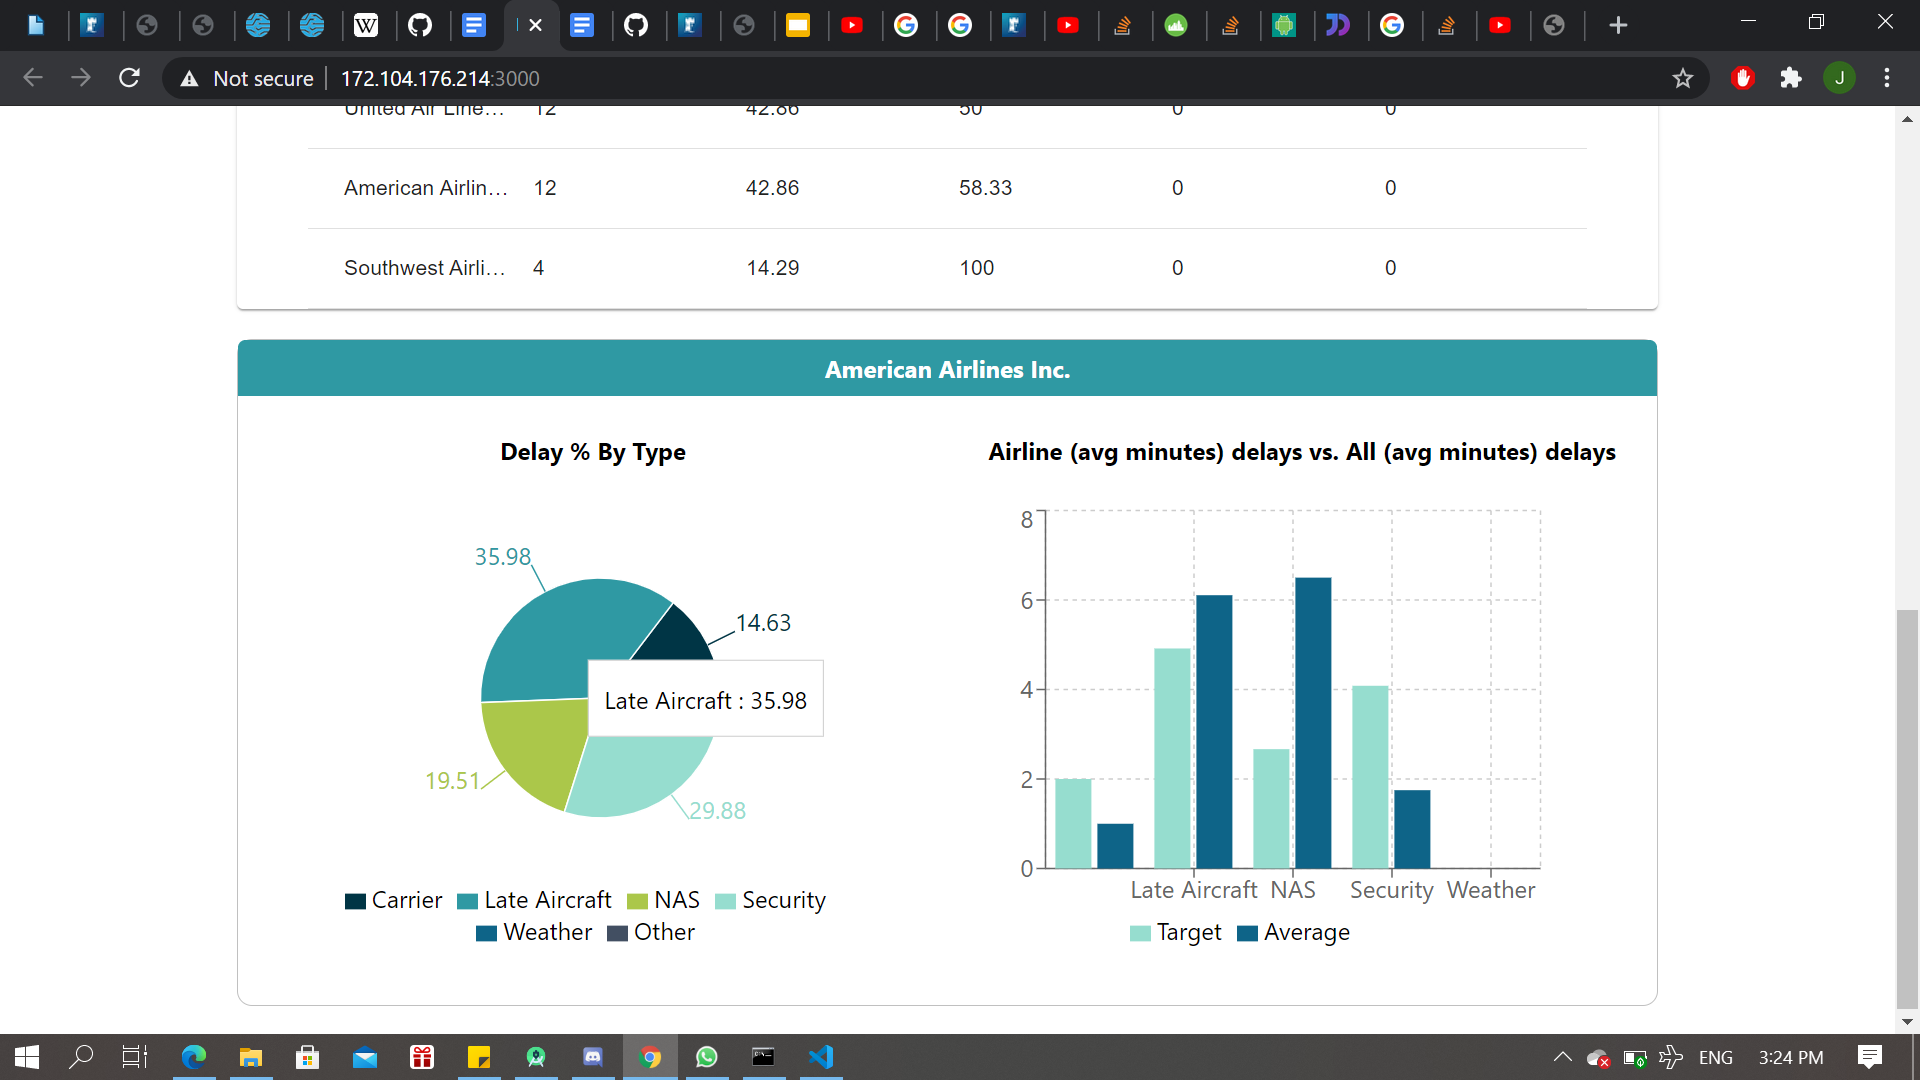 Not secure 172.104.176.214:3000
J
United Air Line... 12 42.86 50 0 0
American Airlin... 12 42.86 58.33 0 0
Southwest Airli... 4 14.29 100 0 0
American Airlines Inc.
Delay % By Type
35.98
14.63
Late Aircraft : 35.98
19.51
29.88
Carrier Late Aircraft NAS Security
Weather Other
Airline (avg minutes) delays vs. All (avg minutes) delays
8
6
4
2
0
Late Aircraft NAS Security Weather
Target Average
ENG 3:24 PM